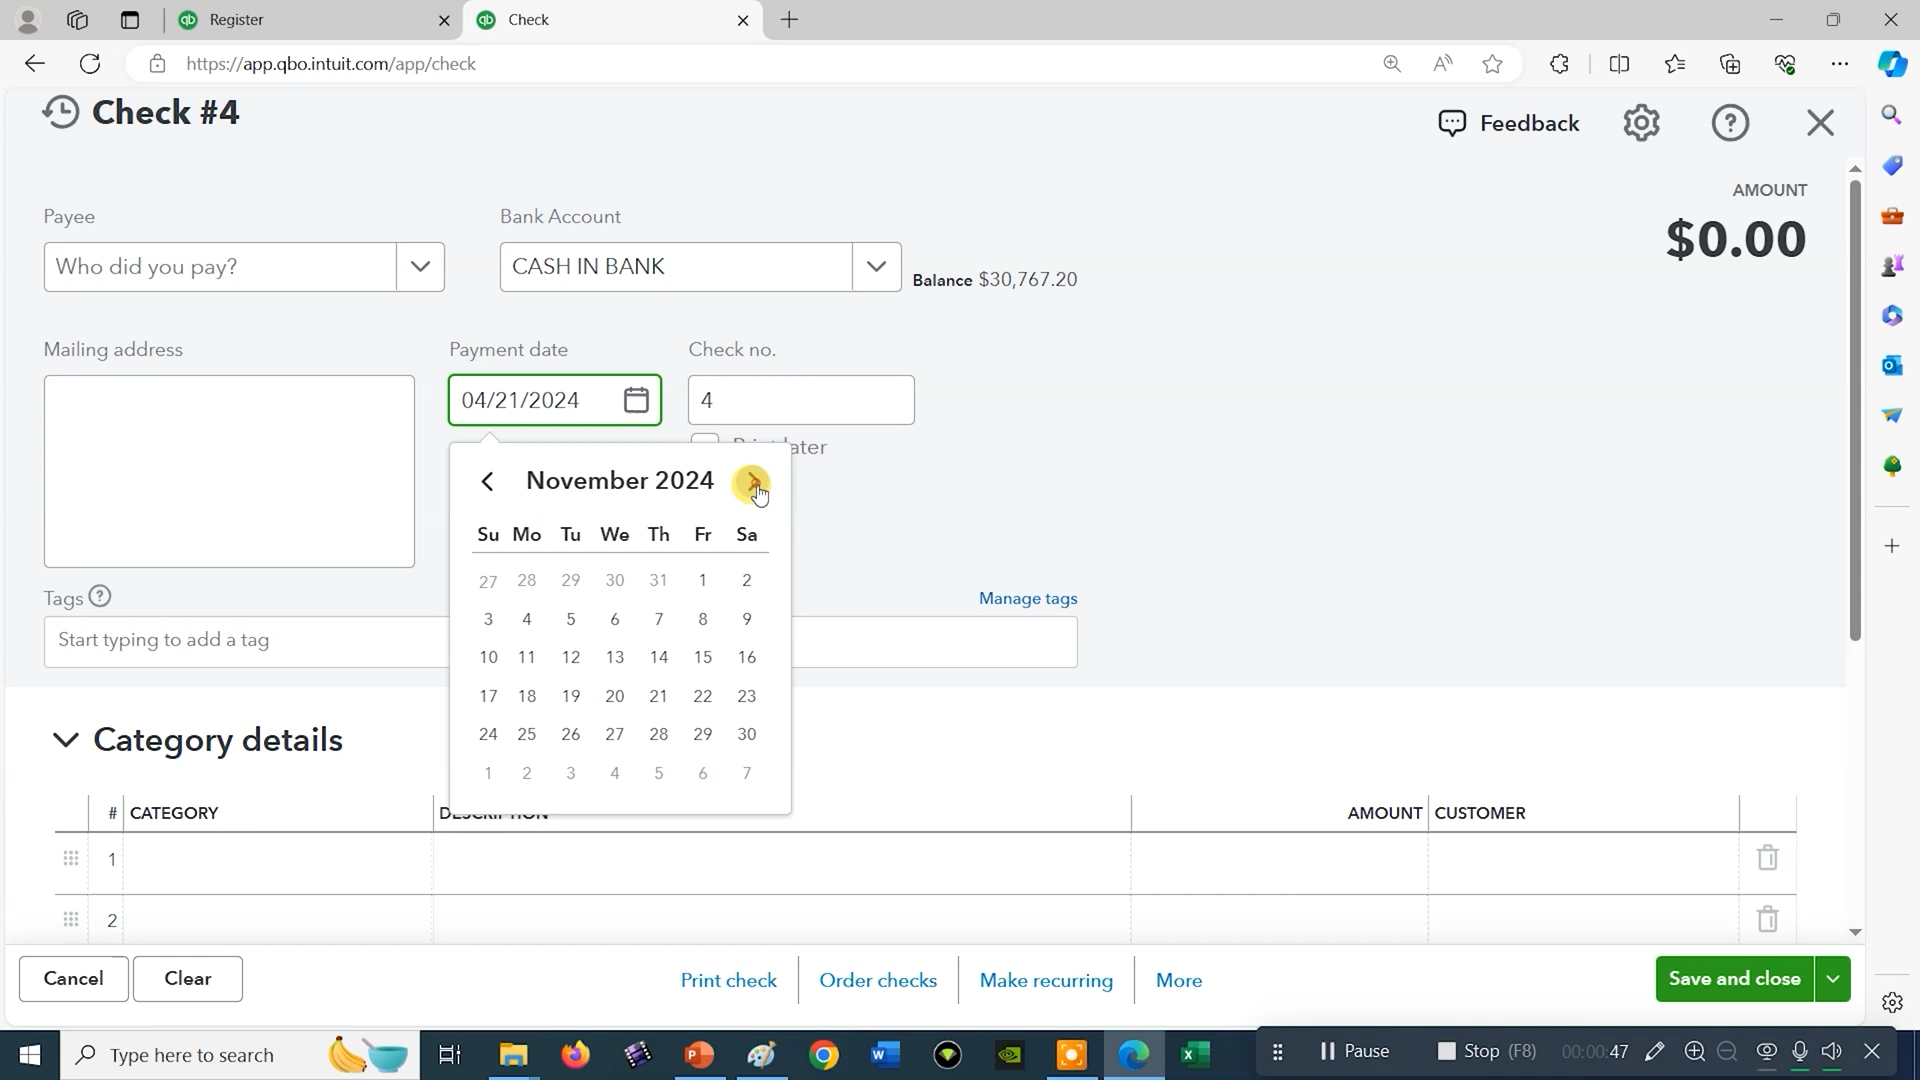 Register
Check
https://app.qbo.intuit.com/app/check
Check #4
Feedback
AMOUNT
$0.00
Payee
Bank Account
Who did you pay?
CASH IN BANK
Balance $30,767.20
Mailing address
Payment date
Check no.
04/21/2024
4
ater
November 2024
Su Mo Tu We Th Fr Sa
27 28 29 30 31 1 2
3 4 5 6 7 8 9
10 11 12 13 14 15 16
17 18 19 20 21 22 23
24 25 26 27 28 29 30
1 2 3 4 5 6 7
Tags
Manage tags
Start typing to add a tag
Category details
# CATEGORY DESCRIPTION AMOUNT CUSTOMER
1
2
Cancel Clear Print check Order checks Make recurring More Save and close
Type here to search
Pause Stop (F8) 00:00:47